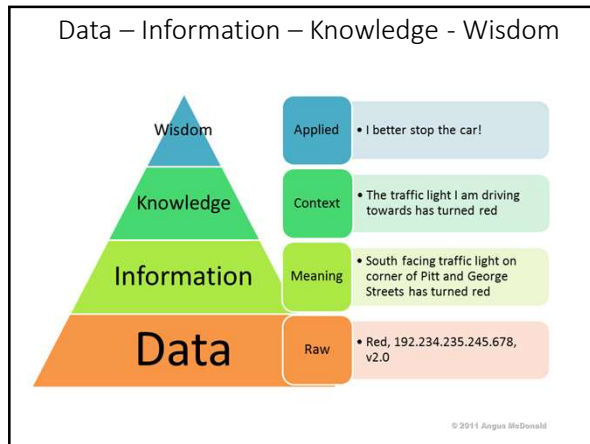 Data – Information – Knowledge - Wisdom
Wisdom
Applied
• I better stop the car!
Knowledge
Context
• The traffic light I am driving
towards has turned red
Information
Meaning
• South facing traffic light on
corner of Pitt and George
Streets has turned red
Data
Raw
• Red, 192.234.235.245.678,
v2.0
© 2011 Angus McDonald